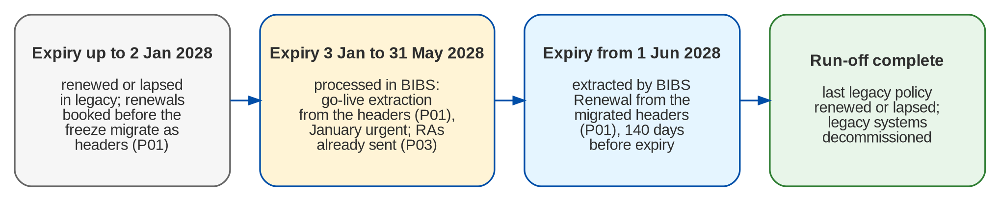 Expiry up to 2 Jan 2028
renewed or lapsed
in legacy; renewals
booked before the
freeze migrate as
headers (P01)
Expiry 3 Jan to 31 May 2028
processed in BIBS:
go-live extraction
from the headers (P01),
January urgent; RAs
already sent (P03)
Expiry from 1 Jun 2028
extracted by BIBS
Renewal from the
migrated headers
(P01), 140 days
before expiry
Run-off complete
last legacy policy
renewed or lapsed;
legacy systems
decommissioned